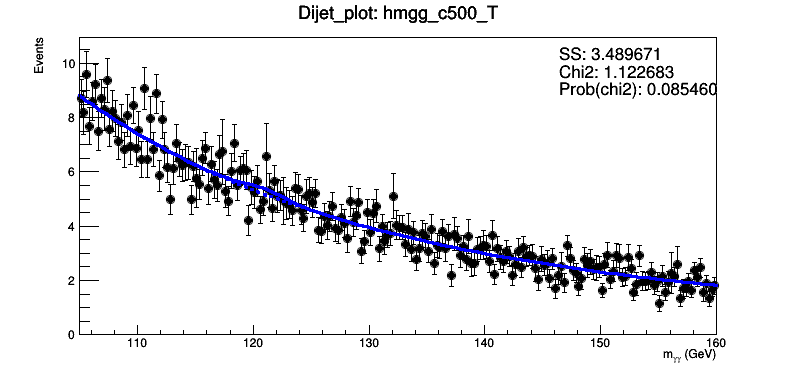 Dijet_plot: hmgg_c500_T
Events
SS: 3.489671
Chi2: 1.122683
Prob(chi2): 0.085460
10
8
6
4
2
0
110 120 130 140 150 160
mγγ (GeV)